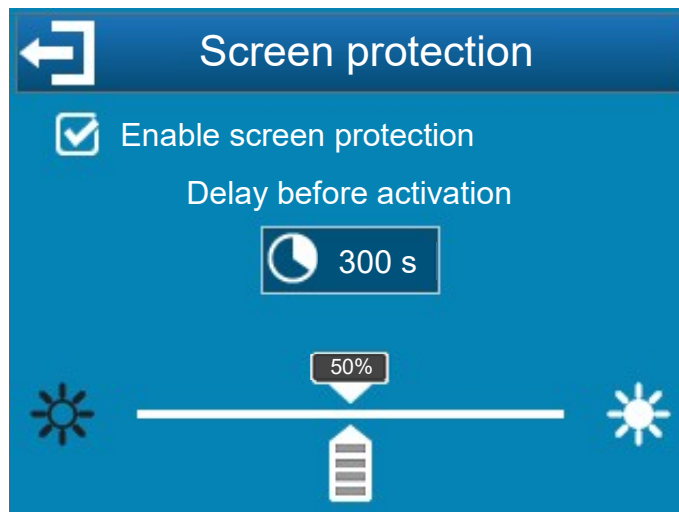 Screen protection
Enable screen protection
Delay before activation
300 s
50%